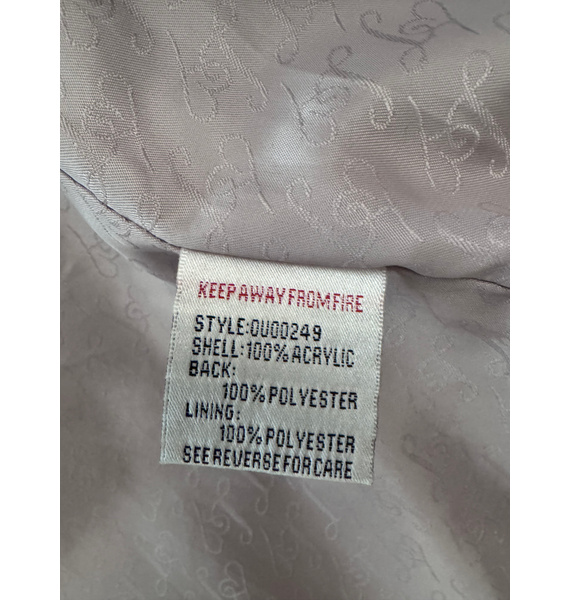 KEEP AWAY FROM FIRE
STYLE:OU00249
SHELL:100% ACRYLIC
BACK:
100% POLYESTER
LINING:
100% POLYESTER
SEE REVERSE FOR CARE